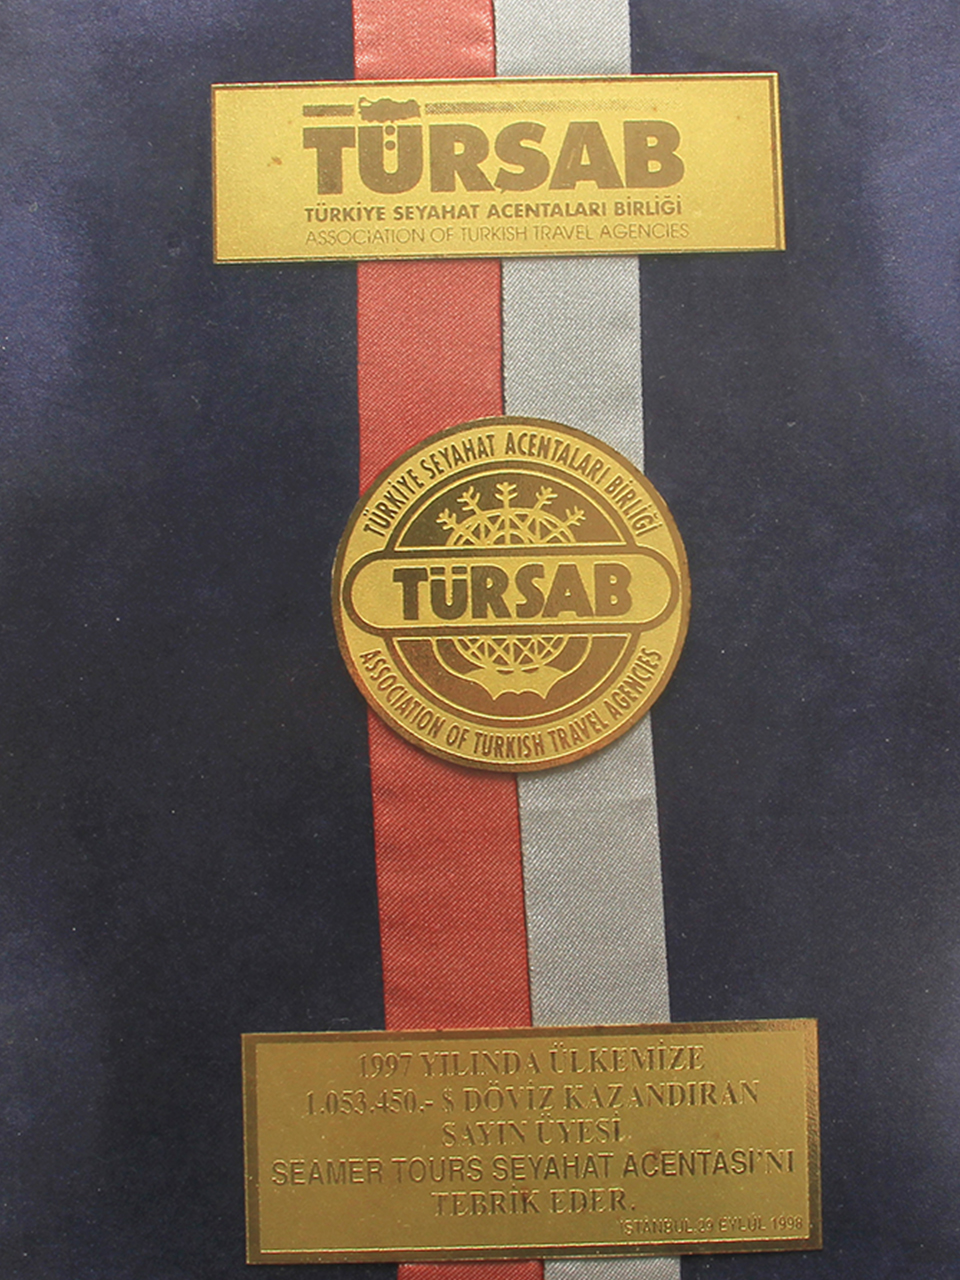 TÜRSAB
TÜRKİYE SEYAHAT ACENTALARI BİRLİĞİ
ASSOCIATION OF TURKISH TRAVEL AGENCIES
TÜRKİYE SEYAHAT ACENTALARI BİRLİĞİ
TÜRSAB
ASSOCIATION OF TURKISH TRAVEL AGENCIES
1997 YILINDA ÜLKEMİZE
1.053.450.- $ DÖVİZ KAZANDIRAN
SAYIN ÜYESİ
SEAMER TOURS SEYAHAT ACENTASI'NI
TEBRİK EDER.
İSTANBUL 29 EYLÜL 1998